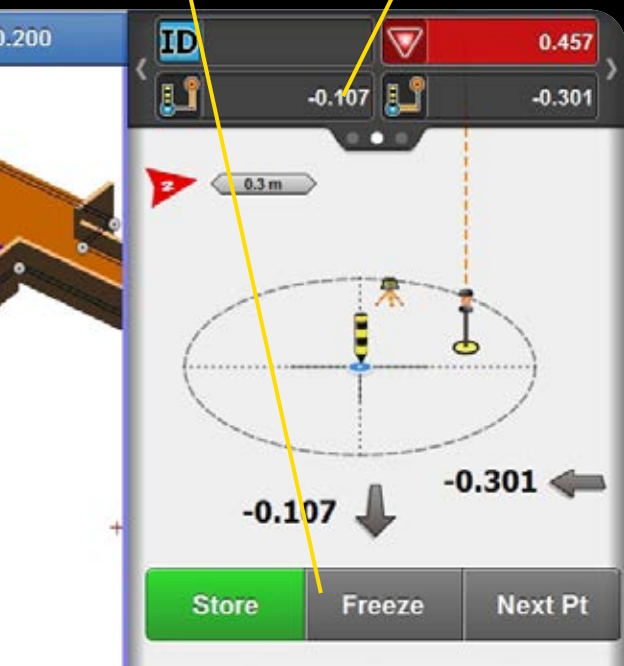 0.200
ID
0.457
-0.107
-0.301
N
0.3 m
-0.301
-0.107
Store
Freeze
Next Pt